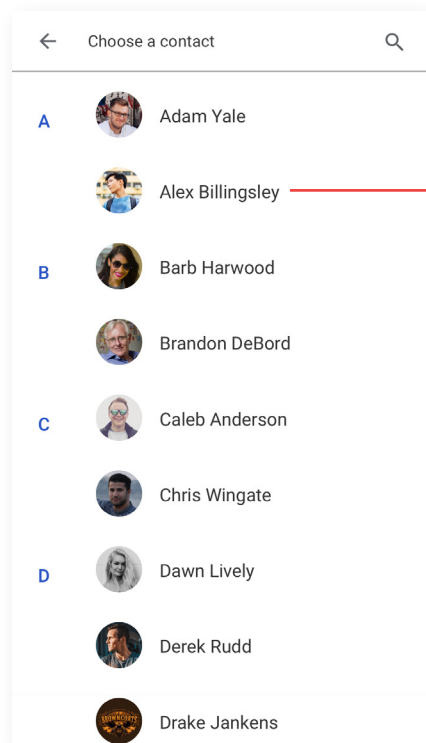 Choose a contact
A
Adam Yale
Alex Billingsley
B
Barb Harwood
Brandon DeBord
C
Caleb Anderson
Chris Wingate
D
Dawn Lively
Derek Rudd
BROWNCOATS
Drake Jankens